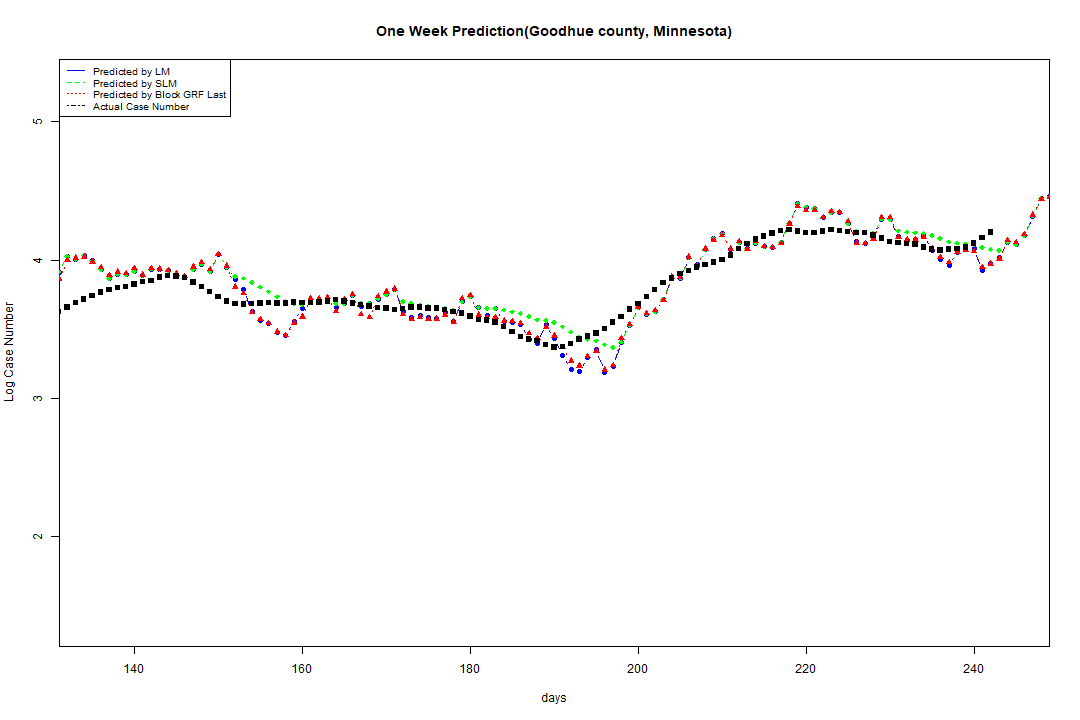 One Week Prediction(Goodhue county, Minnesota)
Predicted by LM
Predicted by SLM
Predicted by Block GRF Last
Actual Case Number
5
4
3
2
Log Case Number
140 160 180 200 220 240
days